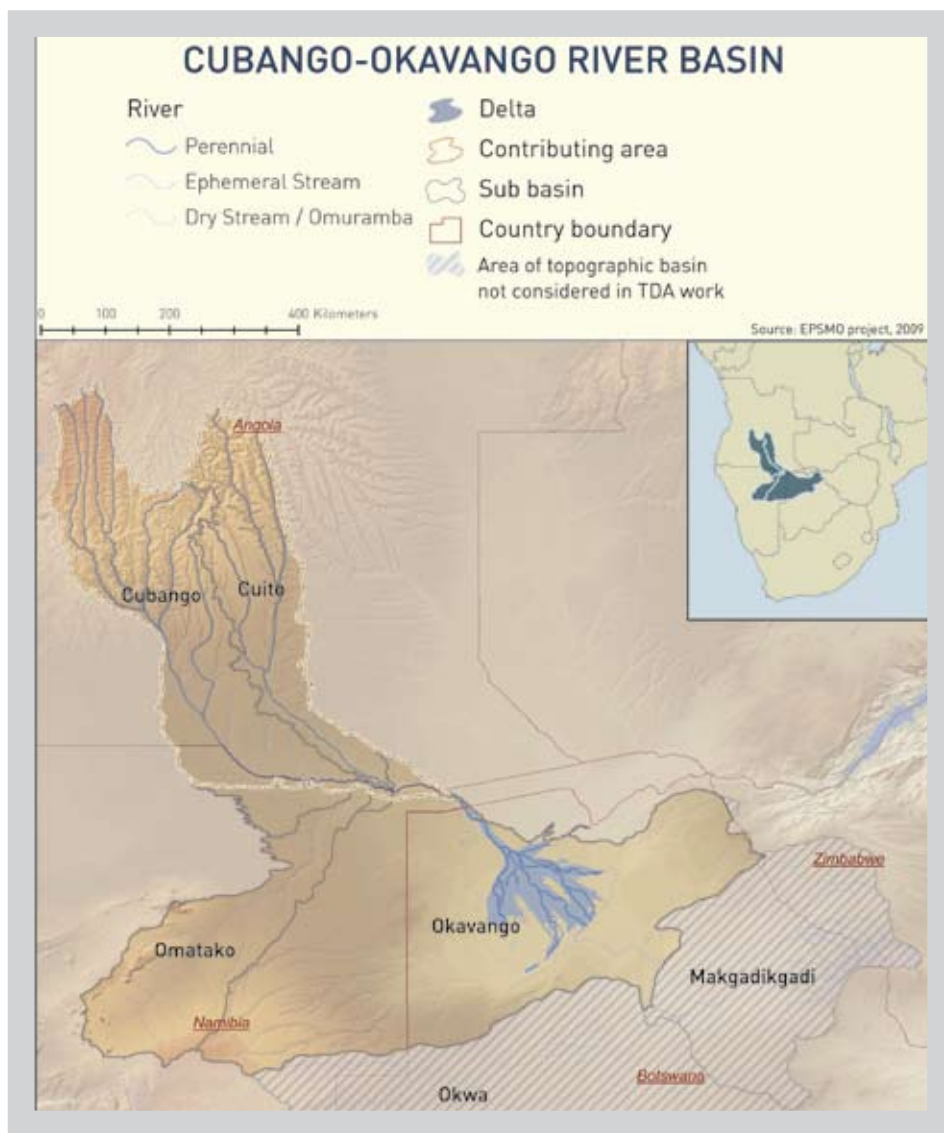 CUBANGO-OKAVANGO RIVER BASIN
River
Perennial
Ephemeral Stream
Dry Stream / Omuramba
Delta
Contributing area
Sub basin
Country boundary
Area of topographic basin
not considered in TDA work
0 100 200 400 Kilometers
Source: EPSMO project, 2009
Angola
Cubango
Cuito
Zimbabwe
Okavango
Omatako
Makgadikgadi
Namibia
Botswana
Okwa